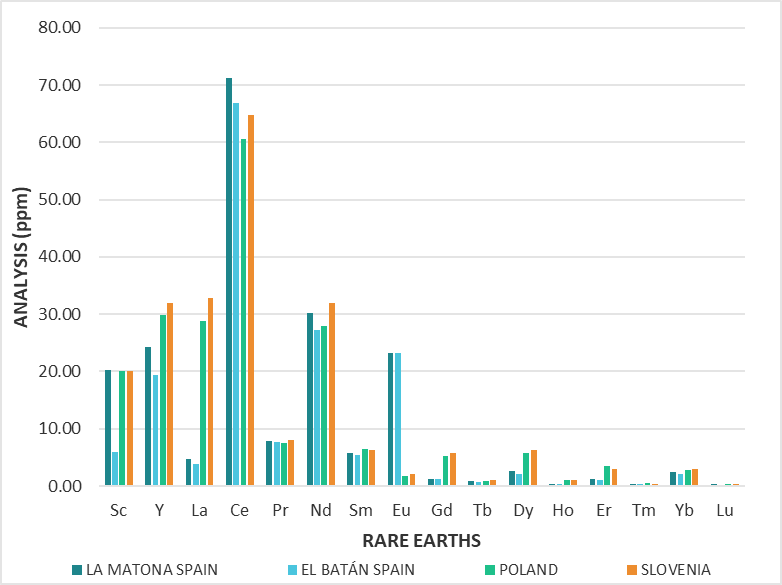 80.00
70.00
60.00
50.00
40.00
30.00
20.00
10.00
0.00
ANALYSIS (ppm)
Sc Y La Ce Pr Nd Sm Eu Gd Tb Dy Ho Er Tm Yb Lu
RARE EARTHS
LA MATONA SPAIN EL BATÁN SPAIN POLAND SLOVENIA